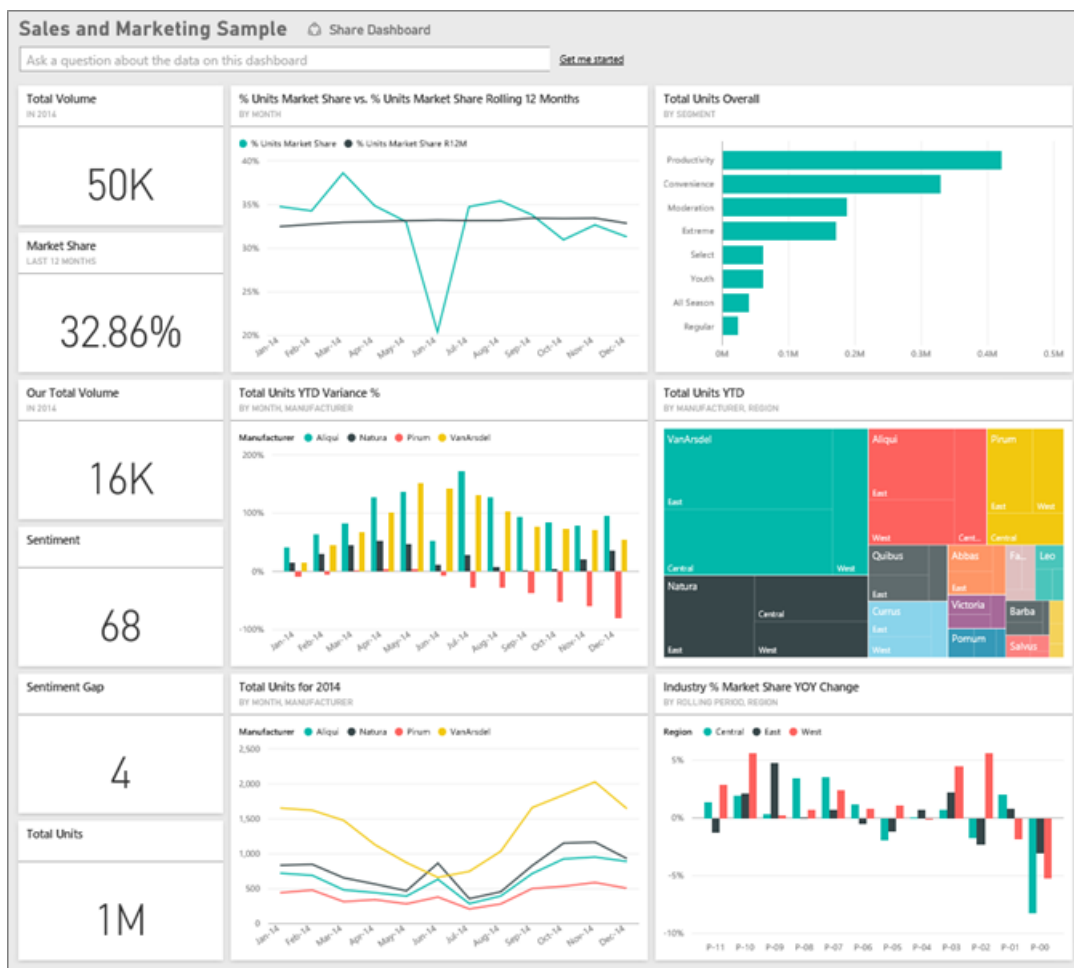 Sales and Marketing Sample Share Dashboard
Ask a question about the data on this dashboard Get me started
Total Volume
IN 2014
50K
Market Share
LAST 12 MONTHS
32.86%
Our Total Volume
IN 2014
16K
Sentiment
68
Sentiment Gap
4
Total Units
1M
% Units Market Share vs. % Units Market Share Rolling 12 Months
BY MONTH
% Units Market Share % Units Market Share R12M
40%
35%
30%
25%
20%
Jan-14 Feb-14 Mar-14 Apr-14 May-14 Jun-14 Jul-14 Aug-14 Sep-14 Oct-14 Nov-14 Dec-14
Total Units Overall
BY SEGMENT
Productivity
Convenience
Moderation
Extreme
Select
Youth
All Season
Regular
0M 0.1M 0.2M 0.3M 0.4M 0.5M
Total Units YTD Variance %
BY MONTH, MANUFACTURER
Manufacturer Aliqui Natura Pirum VanArsdel
200%
100%
0%
-100%
Jan-14 Feb-14 Mar-14 Apr-14 May-14 Jun-14 Jul-14 Aug-14 Sep-14 Oct-14 Nov-14 Dec-14
Total Units YTD
BY MANUFACTURER, REGION
VanArsdel
East
Central West
Natura
Central
East West
Aliqui
East
West Cent...
Pirum
East West
Central
Quibus
East
Currus
East
West
Abbas
East
Victoria
Pomum
Fa...
Leo
Barba
Salvus
Total Units for 2014
BY MONTH, MANUFACTURER
Manufacturer Aliqui Natura Pirum VanArsdel
2,500
2,000
1,500
1,000
500
0
Jan-14 Feb-14 Mar-14 Apr-14 May-14 Jun-14 Jul-14 Aug-14 Sep-14 Oct-14 Nov-14 Dec-14
Industry % Market Share YOY Change
BY ROLLING PERIOD, REGION
Region Central East West
5%
0%
-5%
-10%
P-11 P-10 P-09 P-08 P-07 P-06 P-05 P-04 P-03 P-02 P-01 P-00